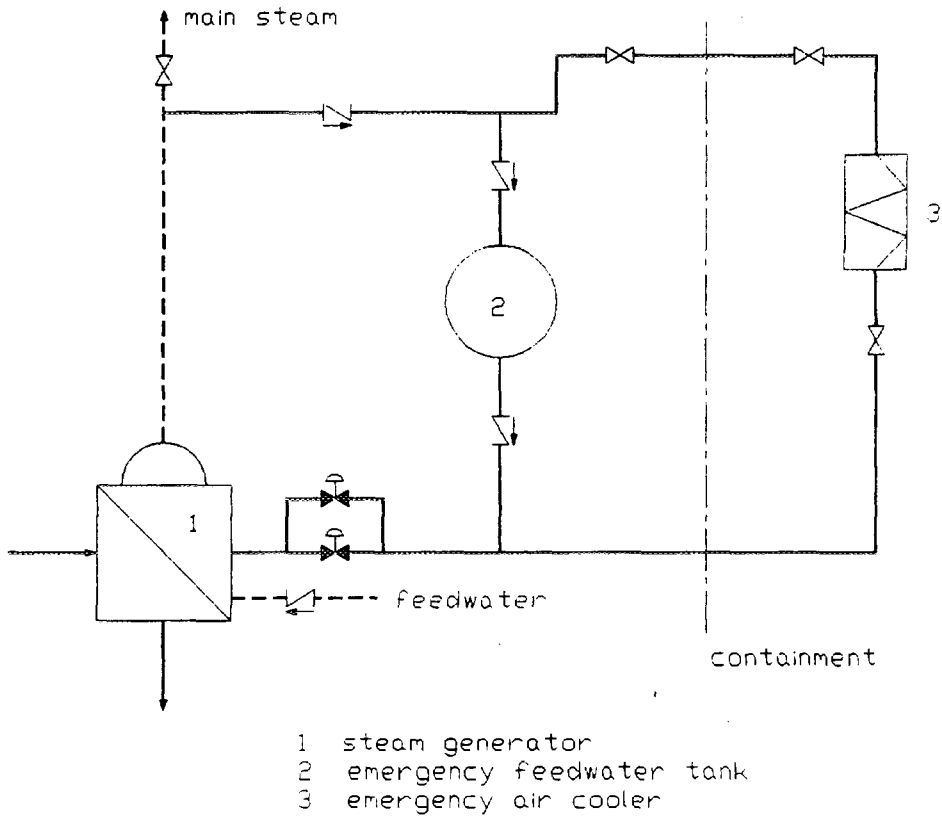 main steam
3
2
1
feedwater
containment
1 steam generator
2 emergency feedwater tank
3 emergency air cooler